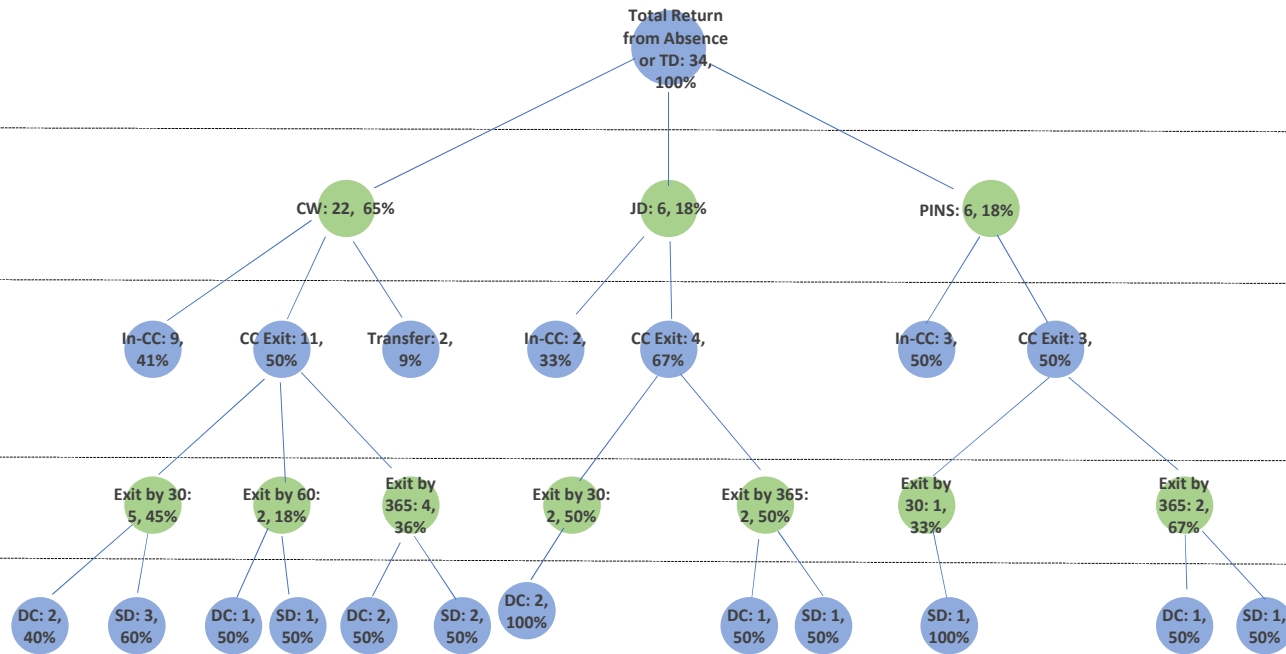 Total Return
from Absence
or TD: 34,
100%
CW: 22,  65%
JD: 6, 18%
PINS: 6, 18%
In-CC: 9,
41%
CC Exit: 11,
50%
Transfer: 2,
9%
In-CC: 2,
33%
CC Exit: 4,
67%
In-CC: 3,
50%
CC Exit: 3,
50%
Exit by 30:
5, 45%
Exit by 60:
2, 18%
Exit by
365: 4,
36%
Exit by 30:
2, 50%
Exit by 365:
2, 50%
Exit by
30: 1,
33%
Exit by
365: 2,
67%
DC: 2,
40%
SD: 3,
60%
DC: 1,
50%
SD: 1,
50%
DC: 2,
50%
SD: 2,
50%
DC: 2,
100%
DC: 1,
50%
SD: 1,
50%
SD: 1,
100%
DC: 1,
50%
SD: 1,
50%